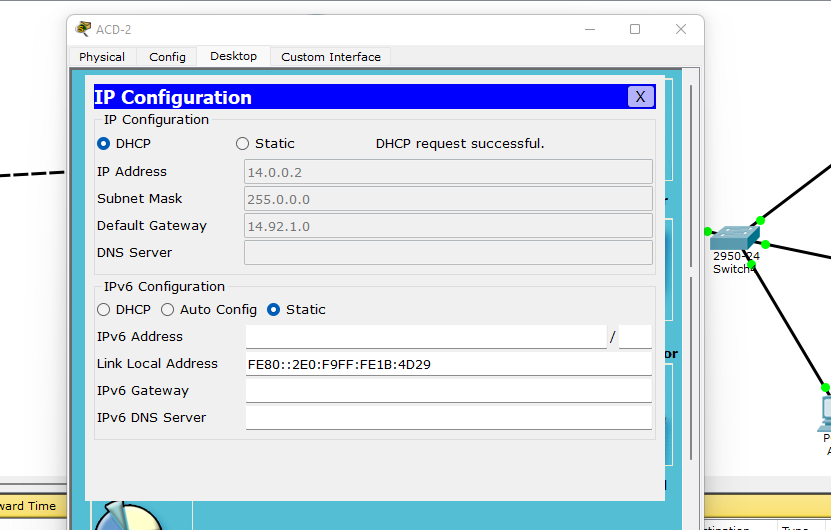 ACD-2
Physical Config Desktop Custom Interface
IP Configuration X
IP Configuration
DHCP Static DHCP request successful.
IP Address 14.0.0.2
Subnet Mask 255.0.0.0
Default Gateway 14.92.1.0
DNS Server
IPv6 Configuration
DHCP Auto Config Static
IPv6 Address /
Link Local Address FE80::2E0:F9FF:FE1B:4D29
IPv6 Gateway
IPv6 DNS Server
2950-24
Switch4
or
ward Time